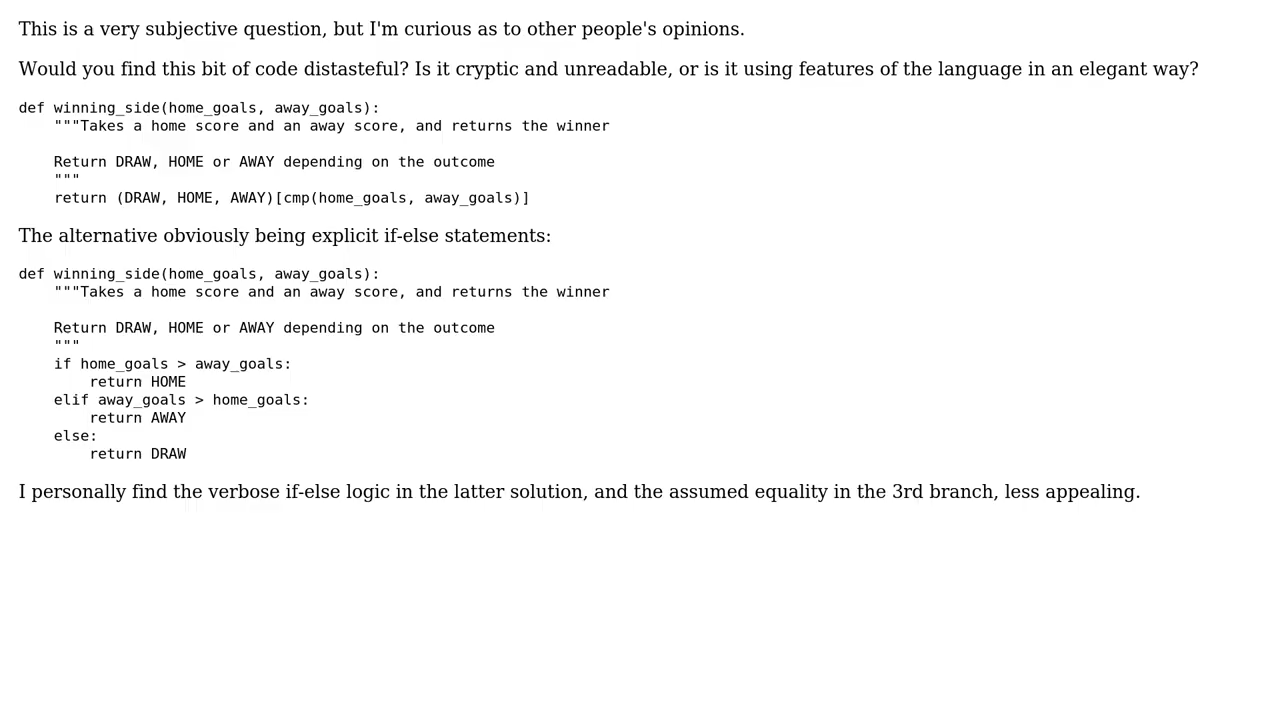 This is a very subjective question, but I'm curious as to other people's opinions.
Would you find this bit of code distasteful? Is it cryptic and unreadable, or is it using features of the language in an elegant way?
def winning_side(home_goals, away_goals):
    """Takes a home score and an away score, and returns the winner
    Return DRAW, HOME or AWAY depending on the outcome
    """
    return (DRAW, HOME, AWAY)[cmp(home_goals, away_goals)]
The alternative obviously being explicit if-else statements:
def winning_side(home_goals, away_goals):
    """Takes a home score and an away score, and returns the winner
    Return DRAW, HOME or AWAY depending on the outcome
    """
    if home_goals > away_goals:
        return HOME
    elif away_goals > home_goals:
        return AWAY
    else:
        return DRAW
I personally find the verbose if-else logic in the latter solution, and the assumed equality in the 3rd branch, less appealing.